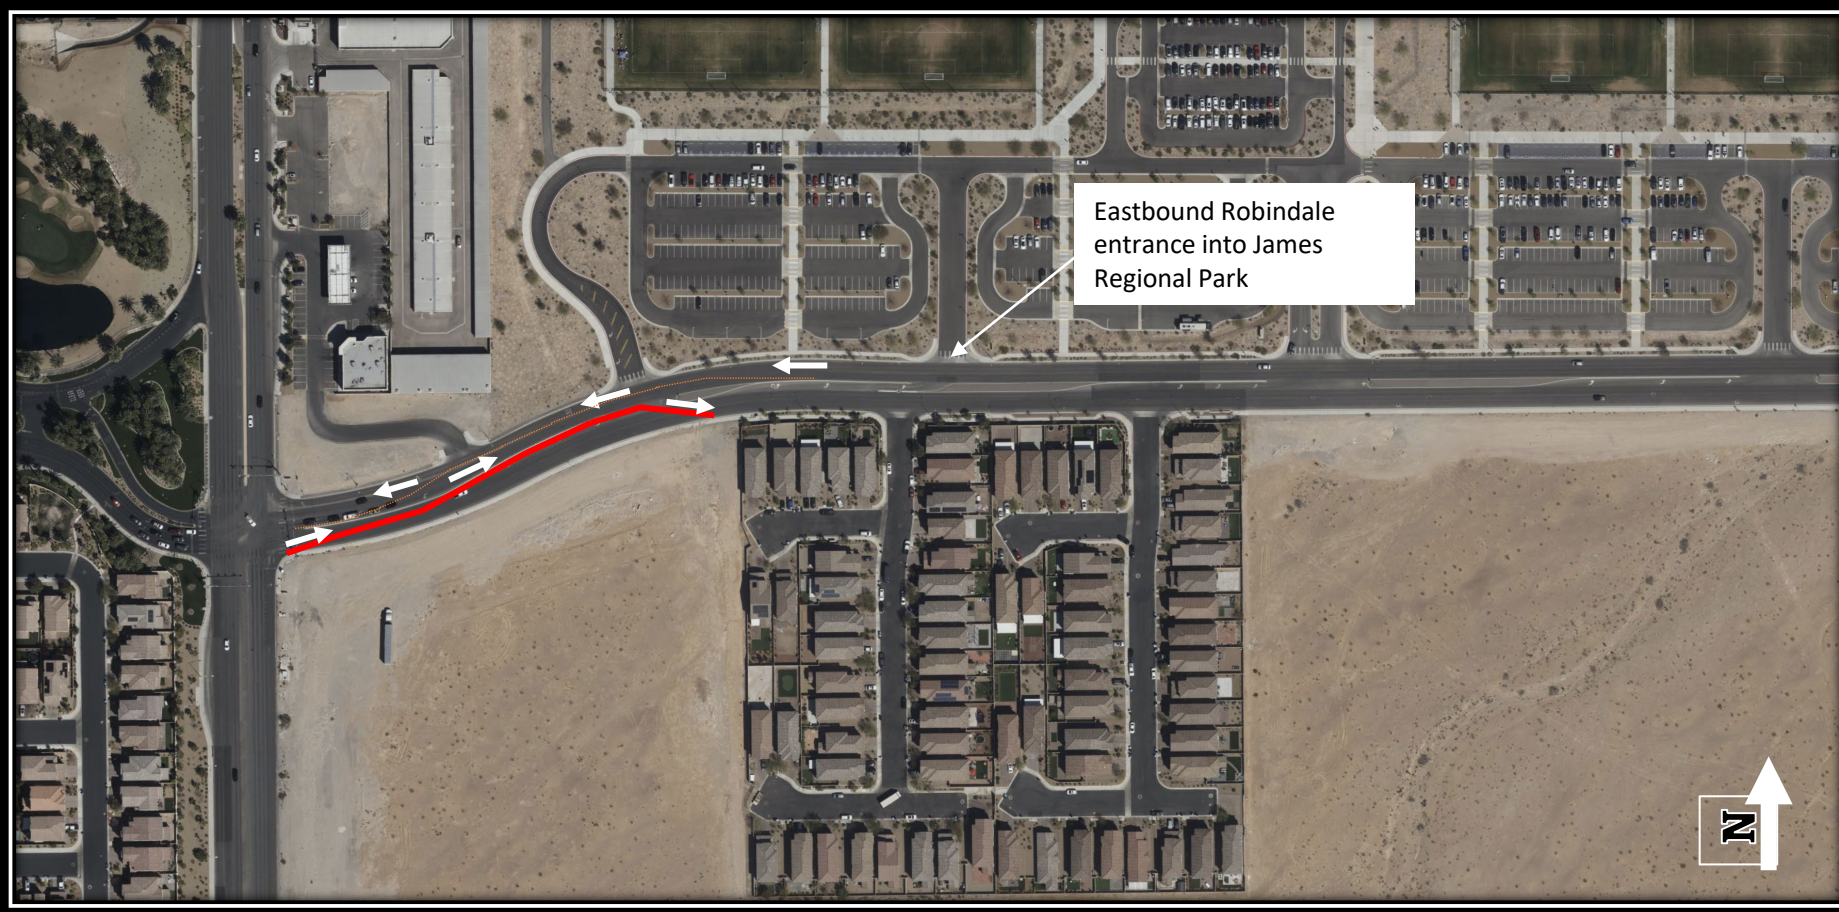 Eastbound Robindale
entrance into James
Regional Park
N